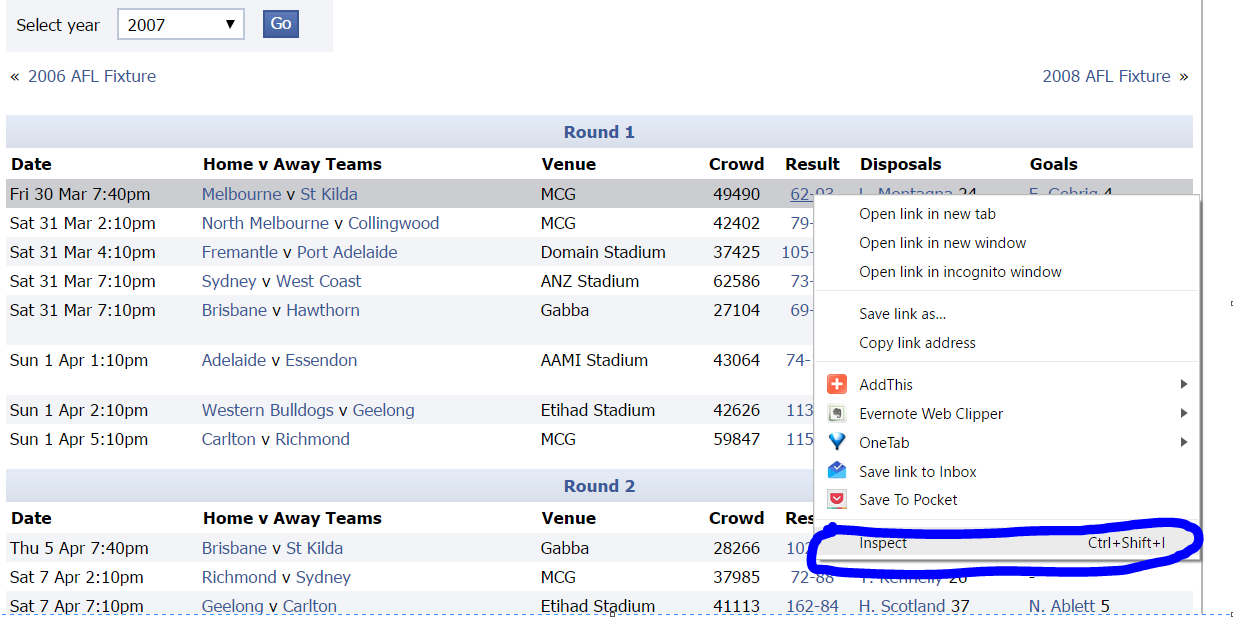 Select year 2007 Go
« 2006 AFL Fixture 2008 AFL Fixture »
Round 1
Date Home v Away Teams Venue Crowd Result Disposals Goals
Fri 30 Mar 7:40pm Melbourne v St Kilda MCG 49490 62-93 L. Montagna 24 F. Gehrig 4
Sat 31 Mar 2:10pm North Melbourne v Collingwood MCG 42402 79-
Open link in new tab
Sat 31 Mar 4:10pm Fremantle v Port Adelaide Domain Stadium 37425 105-
Open link in new window
Sat 31 Mar 7:10pm Sydney v West Coast ANZ Stadium 62586 73-
Open link in incognito window
Sat 31 Mar 7:10pm Brisbane v Hawthorn Gabba 27104 69-
Save link as...
Copy link address
Sun 1 Apr 1:10pm Adelaide v Essendon AAMI Stadium 43064 74-
AddThis
Sun 1 Apr 2:10pm Western Bulldogs v Geelong Etihad Stadium 42626 113
Evernote Web Clipper
Sun 1 Apr 5:10pm Carlton v Richmond MCG 59847 115
OneTab
Save link to Inbox
Round 2
Save To Pocket
Date Home v Away Teams Venue Crowd Res
Inspect Ctrl+Shift+I
Thu 5 Apr 7:40pm Brisbane v St Kilda Gabba 28266 102
Sat 7 Apr 2:10pm Richmond v Sydney MCG 37985 72-88 T. Kennelly 26 -
Sat 7 Apr 7:10pm Geelong v Carlton Etihad Stadium 41113 162-84 H. Scotland 37 N. Ablett 5